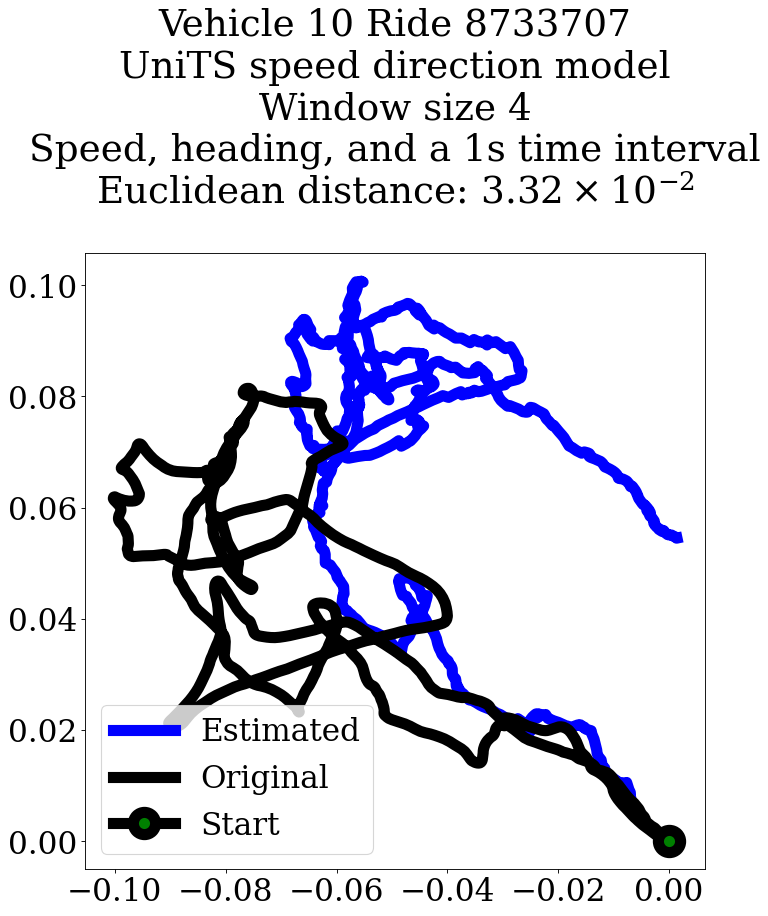 Vehicle 10 Ride 8733707
UniTS speed direction model
Window size 4
Speed, heading, and a 1s time interval
Euclidean distance: 3.32 × 10⁻²
0.10
0.08
0.06
0.04
0.02
0.00
Estimated
Original
Start
−0.10 −0.08 −0.06 −0.04 −0.02 0.00